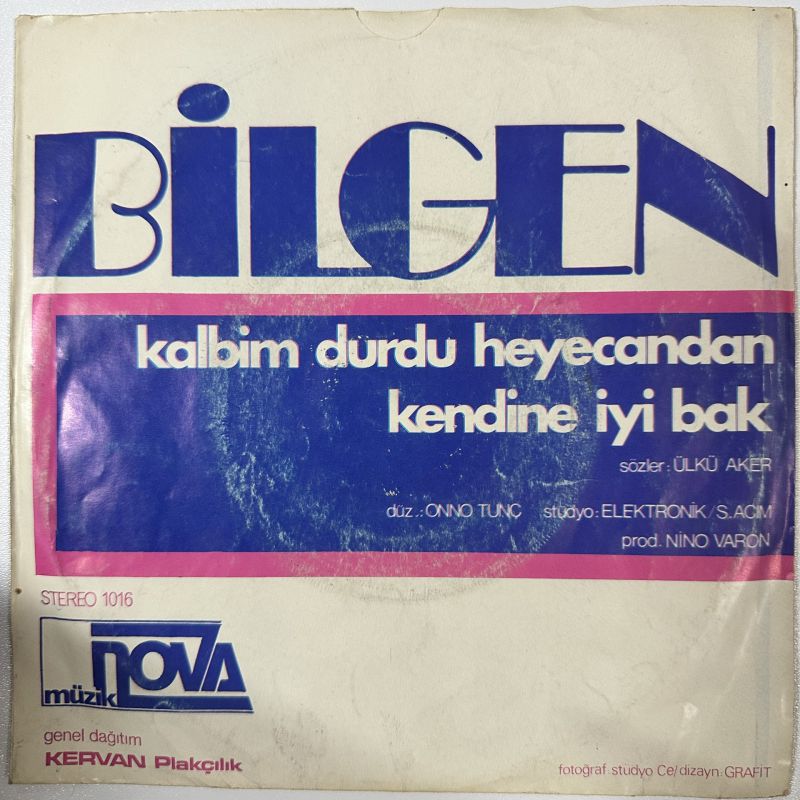 BİLGEN
kalbim durdu heyecandan
kendine iyi bak
sözler: ÜLKÜ AKER
düz.: ONNO TUNÇ stüdyo: ELEKTRONİK/S.ACIM
prod. NİNO VARON
STEREO 1016
müzik NOVA
genel dağıtım
KERVAN Plakçılık
fotoğraf: stüdyo Ce/dizayn: GRAFİT